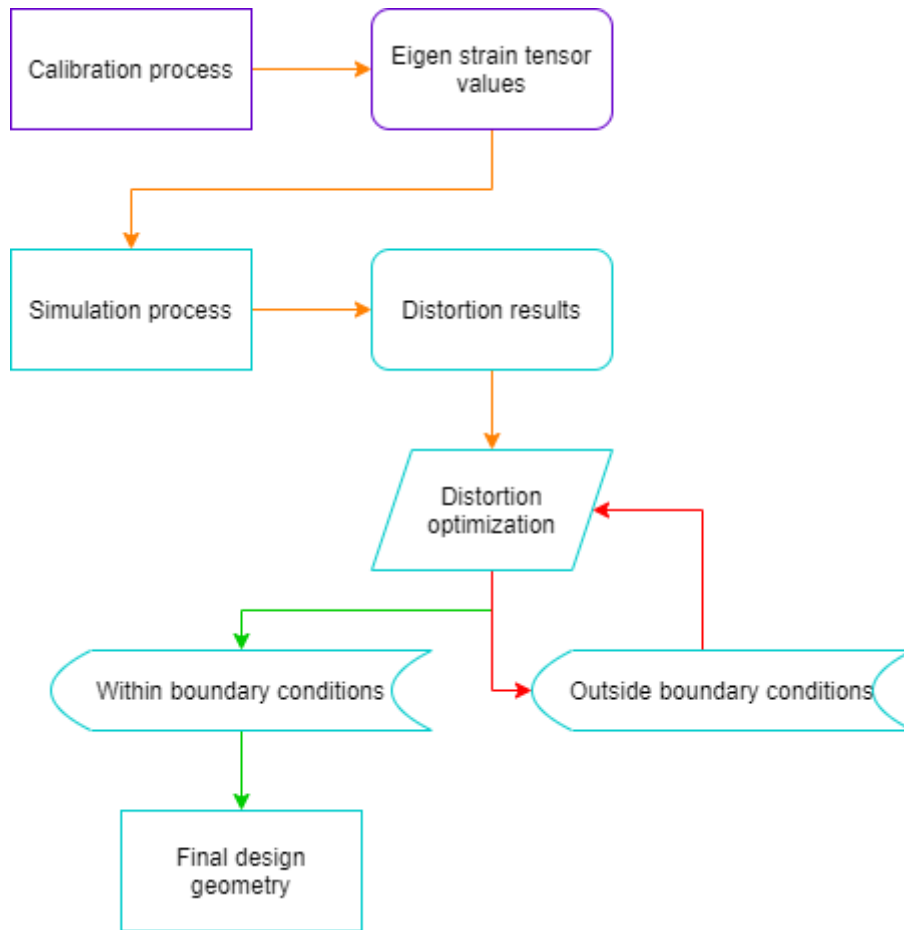 Calibration process
Eigen strain tensor
values
Simulation process
Distortion results
Distortion
optimization
Within boundary conditions
Outside boundary conditions
Final design
geometry